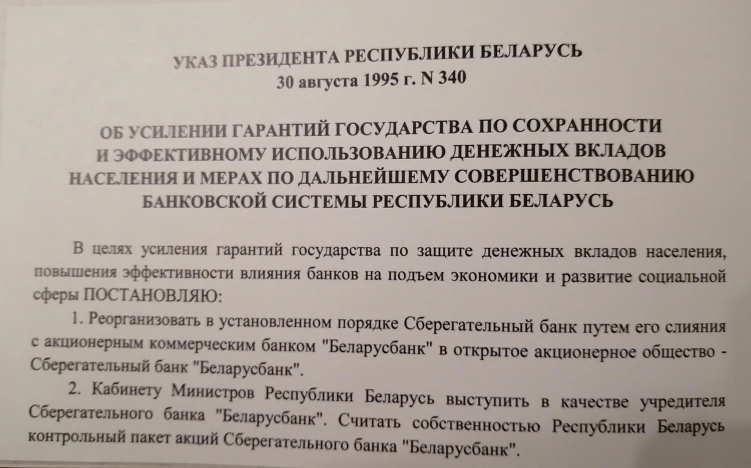 УКАЗ ПРЕЗИДЕНТА РЕСПУБЛИКИ БЕЛАРУСЬ
30 августа 1995 г. N 340
ОБ УСИЛЕНИИ ГАРАНТИЙ ГОСУДАРСТВА ПО СОХРАННОСТИ
И ЭФФЕКТИВНОМУ ИСПОЛЬЗОВАНИЮ ДЕНЕЖНЫХ ВКЛАДОВ
НАСЕЛЕНИЯ И МЕРАХ ПО ДАЛЬНЕЙШЕМУ СОВЕРШЕНСТВОВАНИЮ
БАНКОВСКОЙ СИСТЕМЫ РЕСПУБЛИКИ БЕЛАРУСЬ
В целях усиления гарантий государства по защите денежных вкладов населения,
повышения эффективности влияния банков на подъем экономики и развитие социальной
сферы ПОСТАНОВЛЯЮ:
1. Реорганизовать в установленном порядке Сберегательный банк путем его слияния
с акционерным коммерческим банком "Беларусбанк" в открытое акционерное общество -
Сберегательный банк "Беларусбанк".
2. Кабинету Министров Республики Беларусь выступить в качестве учредителя
Сберегательного банка "Беларусбанк". Считать собственностью Республики Беларусь
контрольный пакет акций Сберегательного банка "Беларусбанк".